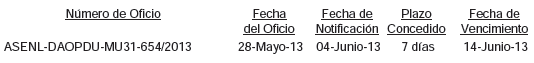 Número de Oficio Fecha Fecha de Plazo Fecha de
del Oficio Notificación Concedido Vencimiento
ASENL-DAOPDU-MU31-654/2013 28-Mayo-13 04-Junio-13 7 días 14-Junio-13